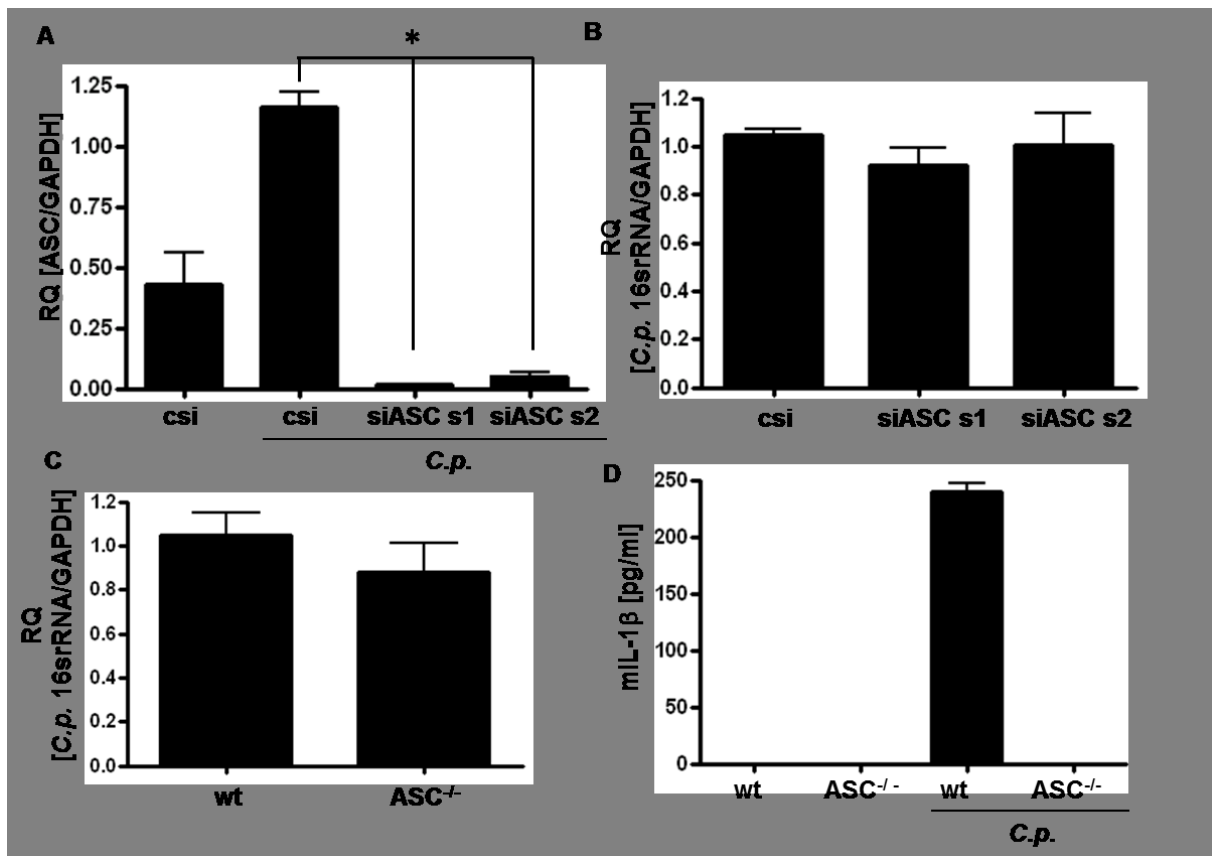 A
*
RQ [ASC/GAPDH]
1.25
1.00
0.75
0.50
0.25
0.00
csi
csi
siASC s1
siASC s2
C.p.
B
RQ
[C.p. 16srRNA/GAPDH]
1.2
1.0
0.8
0.6
0.4
0.2
0.0
csi
siASC s1
siASC s2
C
RQ
[C.p. 16srRNA/GAPDH]
1.2
1.0
0.8
0.6
0.4
0.2
0.0
wt
ASC⁻/⁻
D
mIL-1β [pg/ml]
250
200
150
100
50
0
wt
ASC⁻/ ⁻
wt
ASC⁻/⁻
C.p.